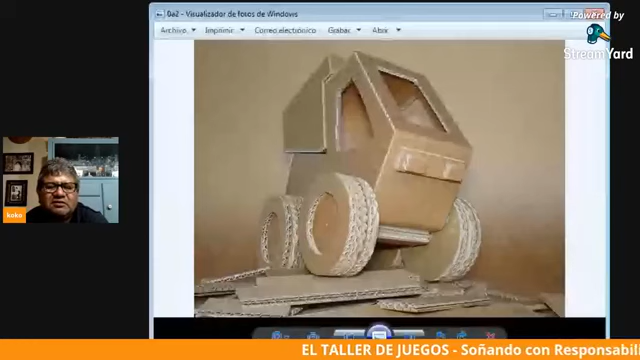 0a2 - Visualizador de fotos de Windows
Powered by
StreamYard
Archivo
Imprimir
Correo electrónico
Grabar
Abrir
koko
EL TALLER DE JUEGOS - Soñando con Responsabil